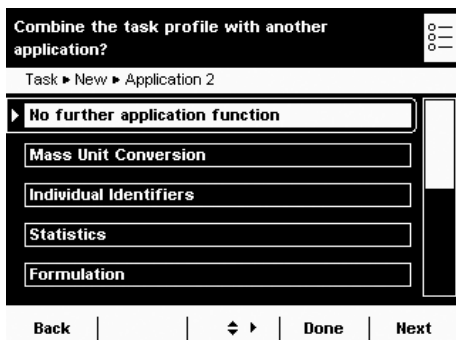 Combine the task profile with another
application?
Task ▸ New ▸ Application 2
No further application function
Mass Unit Conversion
Individual Identifiers
Statistics
Formulation
Back Done Next